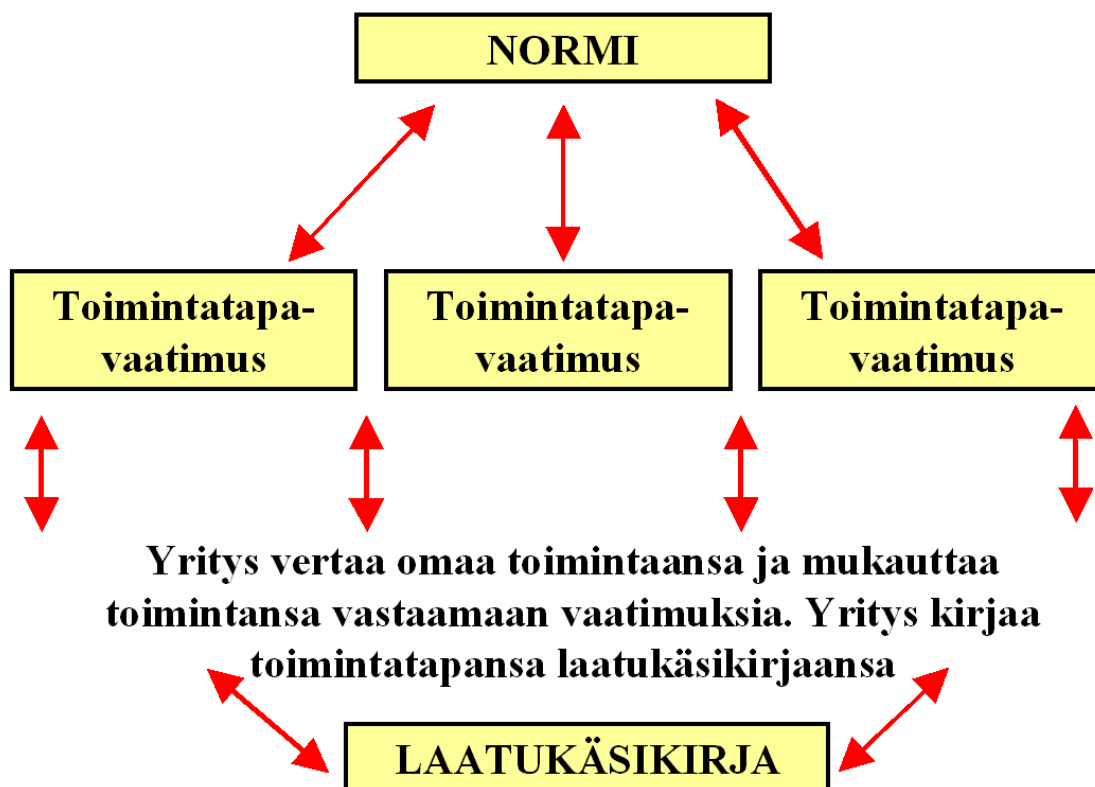 NORMI
Toimintatapa-
vaatimus
Toimintatapa-
vaatimus
Toimintatapa-
vaatimus
Yritys vertaa omaa toimintaansa ja mukauttaa
toimintansa vastaamaan vaatimuksia. Yritys kirjaa
toimintatapansa laatukäsikirjaansa
LAATUKÄSIKIRJA